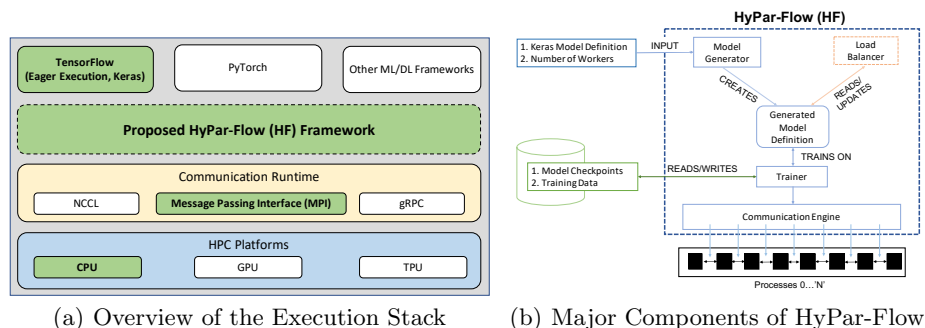 TensorFlow
(Eager Execution, Keras)
PyTorch
Other ML/DL Frameworks
Proposed HyPar-Flow (HF) Framework
Communication Runtime
NCCL
Message Passing Interface (MPI)
gRPC
HPC Platforms
CPU
GPU
TPU
(a) Overview of the Execution Stack
HyPar-Flow (HF)
1. Keras Model Definition
2. Number of Workers
INPUT
Model
Generator
Load
Balancer
CREATES
READS/
UPDATES
Generated
Model
Definition
TRAINS ON
1. Model Checkpoints
2. Training Data
READS/WRITES
Trainer
Communication Engine
Processes 0...'N'
(b) Major Components of HyPar-Flow